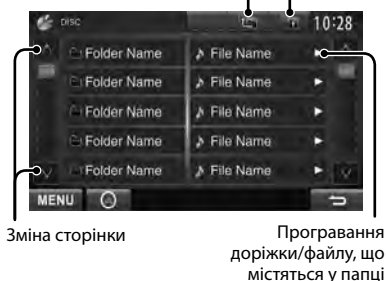 DISC 10:28
Folder Name File Name
Folder Name File Name
Folder Name File Name
Folder Name File Name
Folder Name File Name
MENU
Зміна сторінки
Програвання
доріжки/файлу, що
містяться у папці